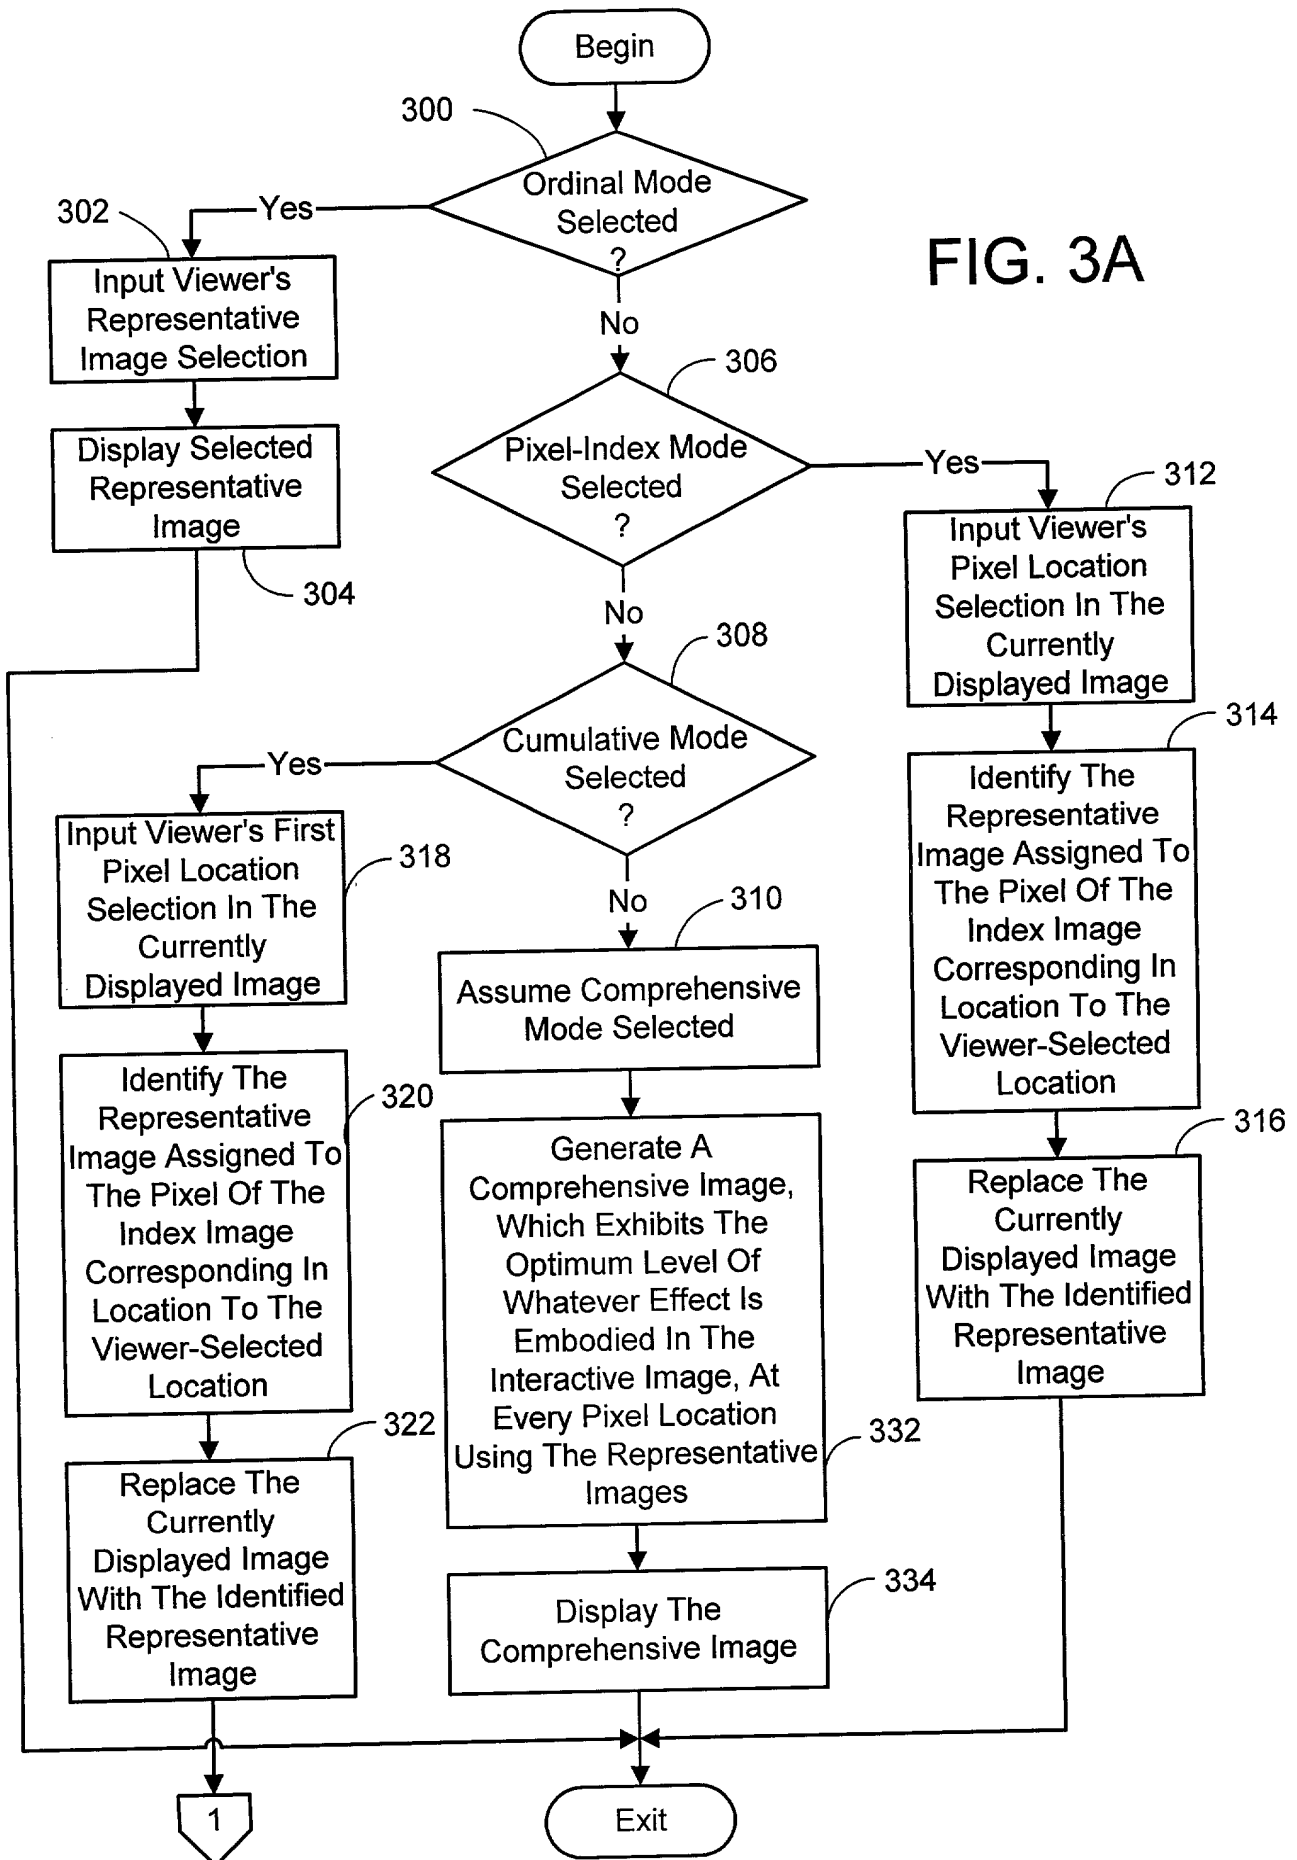 Begin
300
Ordinal Mode
Selected
?
Yes
302
FIG. 3A
Input Viewer's
Representative
Image Selection
No
306
Display Selected
Representative
Image
304
Pixel-Index Mode
Selected
?
Yes
312
Input Viewer's
Pixel Location
Selection In The
Currently
Displayed Image
No
308
314
Cumulative Mode
Selected
?
Yes
Identify The
Representative
Image Assigned To
The Pixel Of The
Index Image
Corresponding In
Location To The
Viewer-Selected
Location
Input Viewer's First
Pixel Location
Selection In The
Currently
Displayed Image
318
No
310
Assume Comprehensive
Mode Selected
Identify The
Representative
Image Assigned To
The Pixel Of The
Index Image
Corresponding In
Location To The
Viewer-Selected
Location
320
Generate A
Comprehensive Image,
Which Exhibits The
Optimum Level Of
Whatever Effect Is
Embodied In The
Interactive Image, At
Every Pixel Location
Using The Representative
Images
332
316
Replace The
Currently
Displayed Image
With The Identified
Representative
Image
322
Replace The
Currently
Displayed Image
With The Identified
Representative
Image
334
Display The
Comprehensive Image
1
Exit